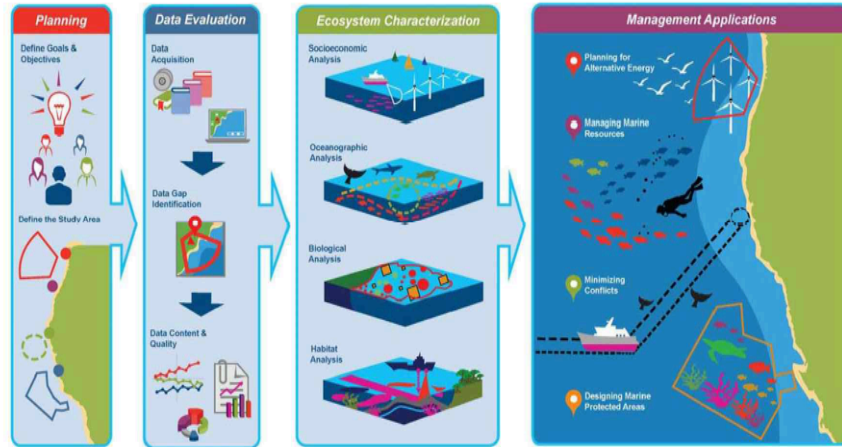 Planning
Define Goals &
Objectives
Define the Study Area
Data Evaluation
Data
Acquisition
Data Gap
Identification
Data Content &
Quality
Ecosystem Characterization
Socioeconomic
Analysis
Oceanographic
Analysis
Biological
Analysis
Habitat
Analysis
Management Applications
Planning for
Alternative Energy
Managing Marine
Resources
Minimizing
Conflicts
Designing Marine
Protected Areas